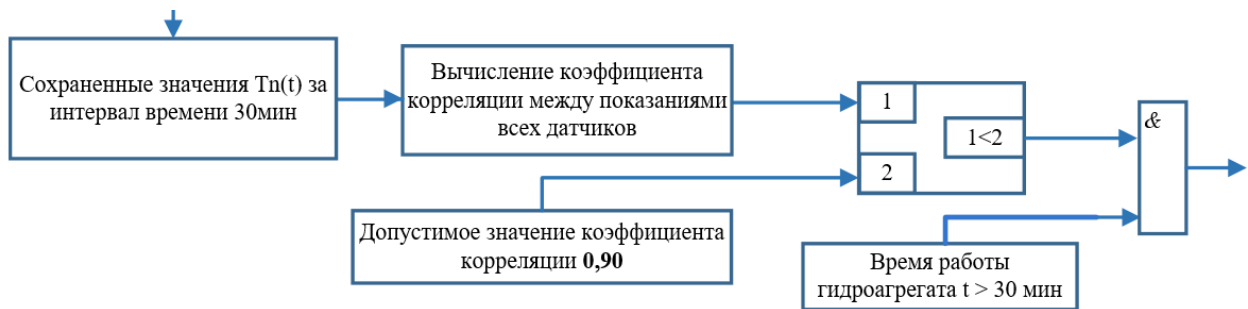 Сохраненные значения Tn(t) за
интервал времени 30мин
Вычисление коэффициента
корреляции между показаниями
всех датчиков
1
1<2
2
&
Допустимое значение коэффициента
корреляции 0,90
Время работы
гидроагрегата t > 30 мин